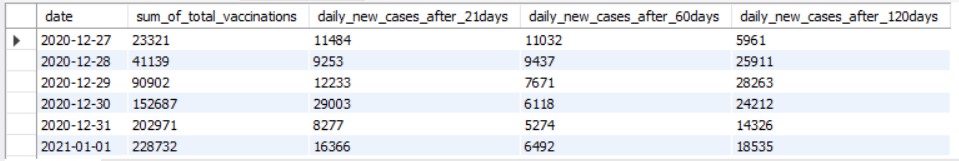 date sum_of_total_vaccinations daily_new_cases_after_21days daily_new_cases_after_60days daily_new_cases_after_120days
2020-12-27 23321 11484 11032 5961
2020-12-28 41139 9253 9437 25911
2020-12-29 90902 12233 7671 28263
2020-12-30 152687 29003 6118 24212
2020-12-31 202971 8277 5274 14326
2021-01-01 228732 16366 6492 18535